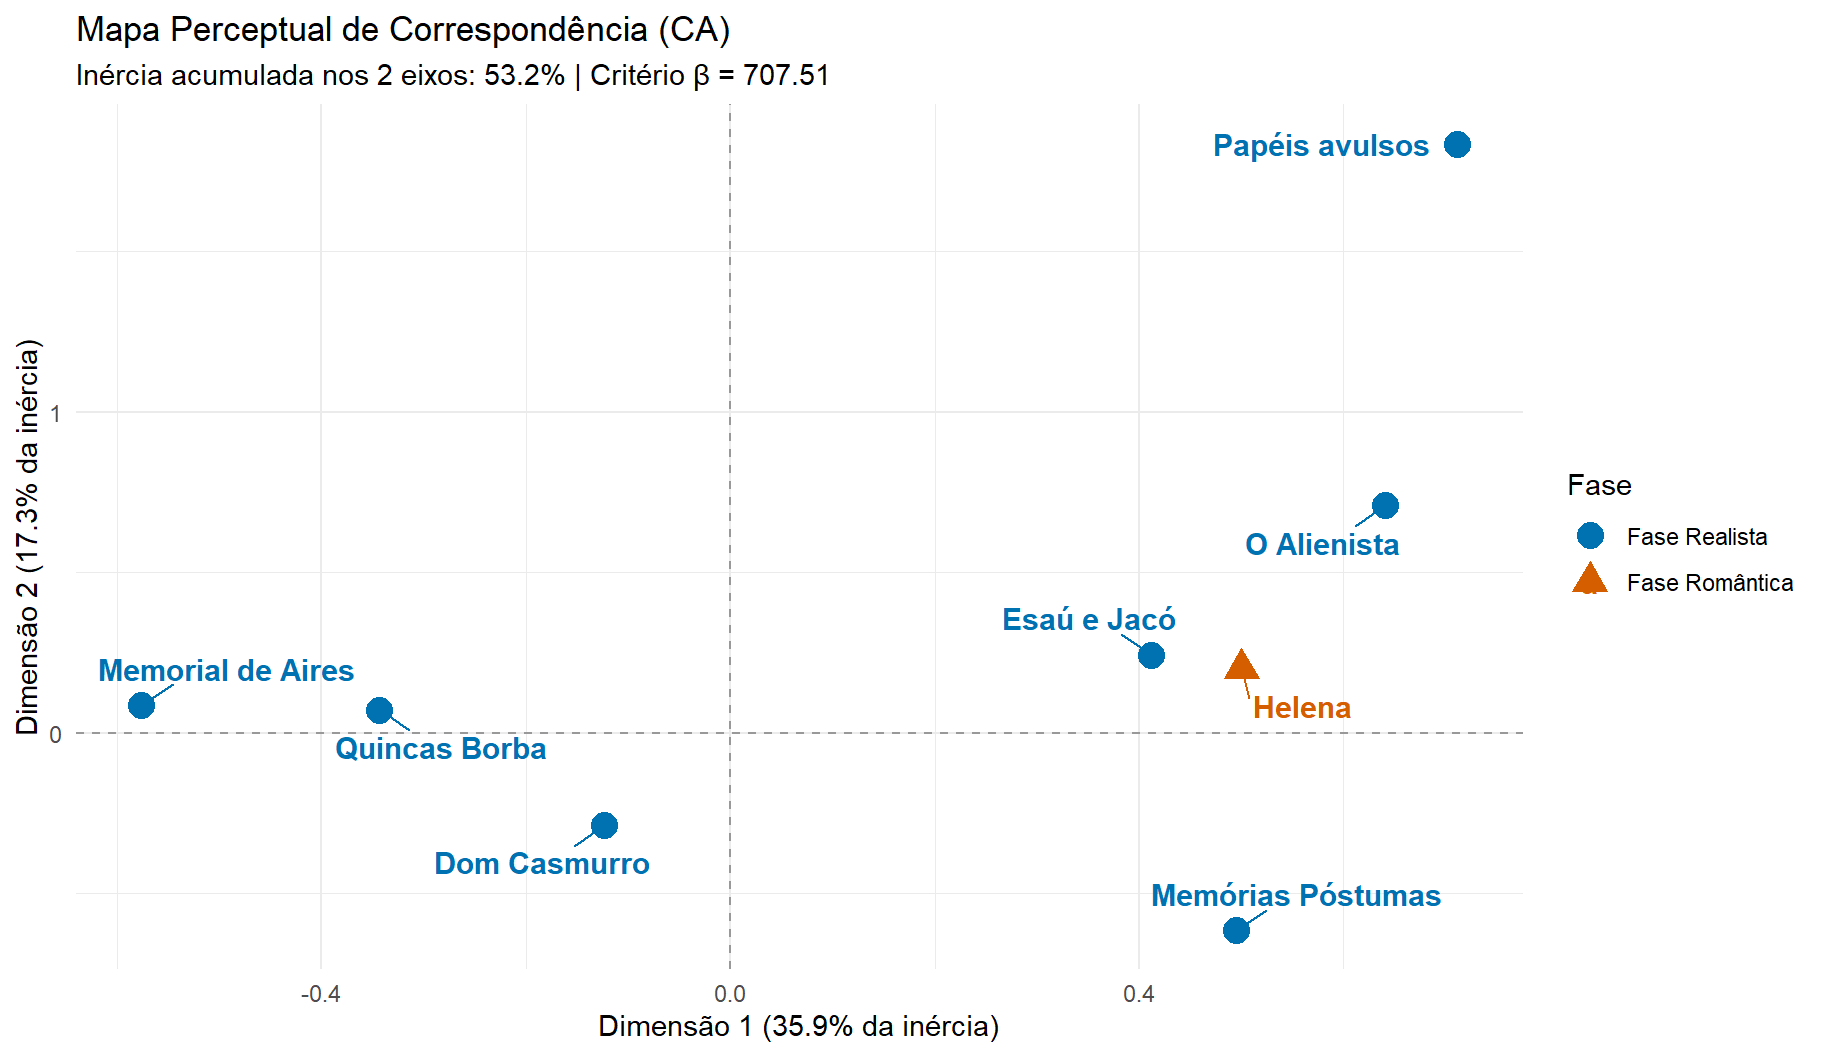 Mapa Perceptual de Correspondência (CA)
Inércia acumulada nos 2 eixos: 53.2% | Critério β = 707.51
Papéis avulsos
O Alienista
Esaú e Jacó
Helena
Memorial de Aires
Quincas Borba
Dom Casmurro
Memórias Póstumas
Dimensão 2 (17.3% da inércia)
1
0
-0.4
0.0
0.4
Dimensão 1 (35.9% da inércia)
Fase
Fase Realista
Fase Romântica